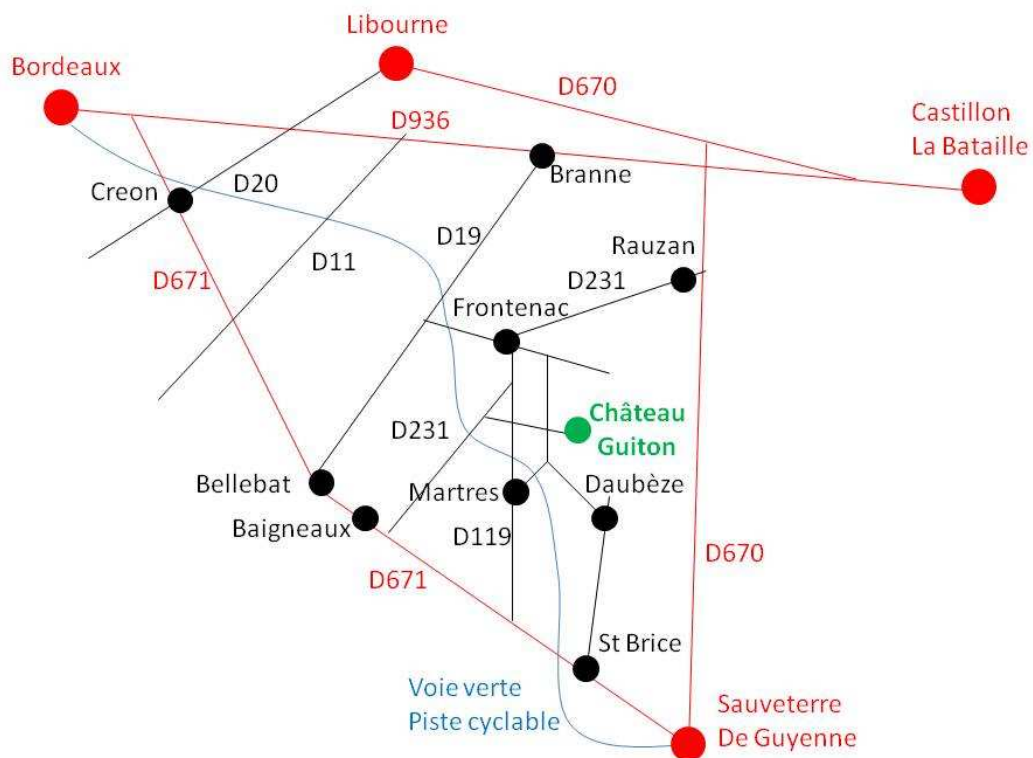 Libourne
Bordeaux
D670
Castillon
La Bataille
D936
Branne
Creon
D20
D19
Rauzan
D11
D231
D671
Frontenac
Château
Guiton
D231
Bellebat
Martres
Daubèze
Baigneaux
D119
D670
D671
St Brice
Voie verte
Piste cyclable
Sauveterre
De Guyenne